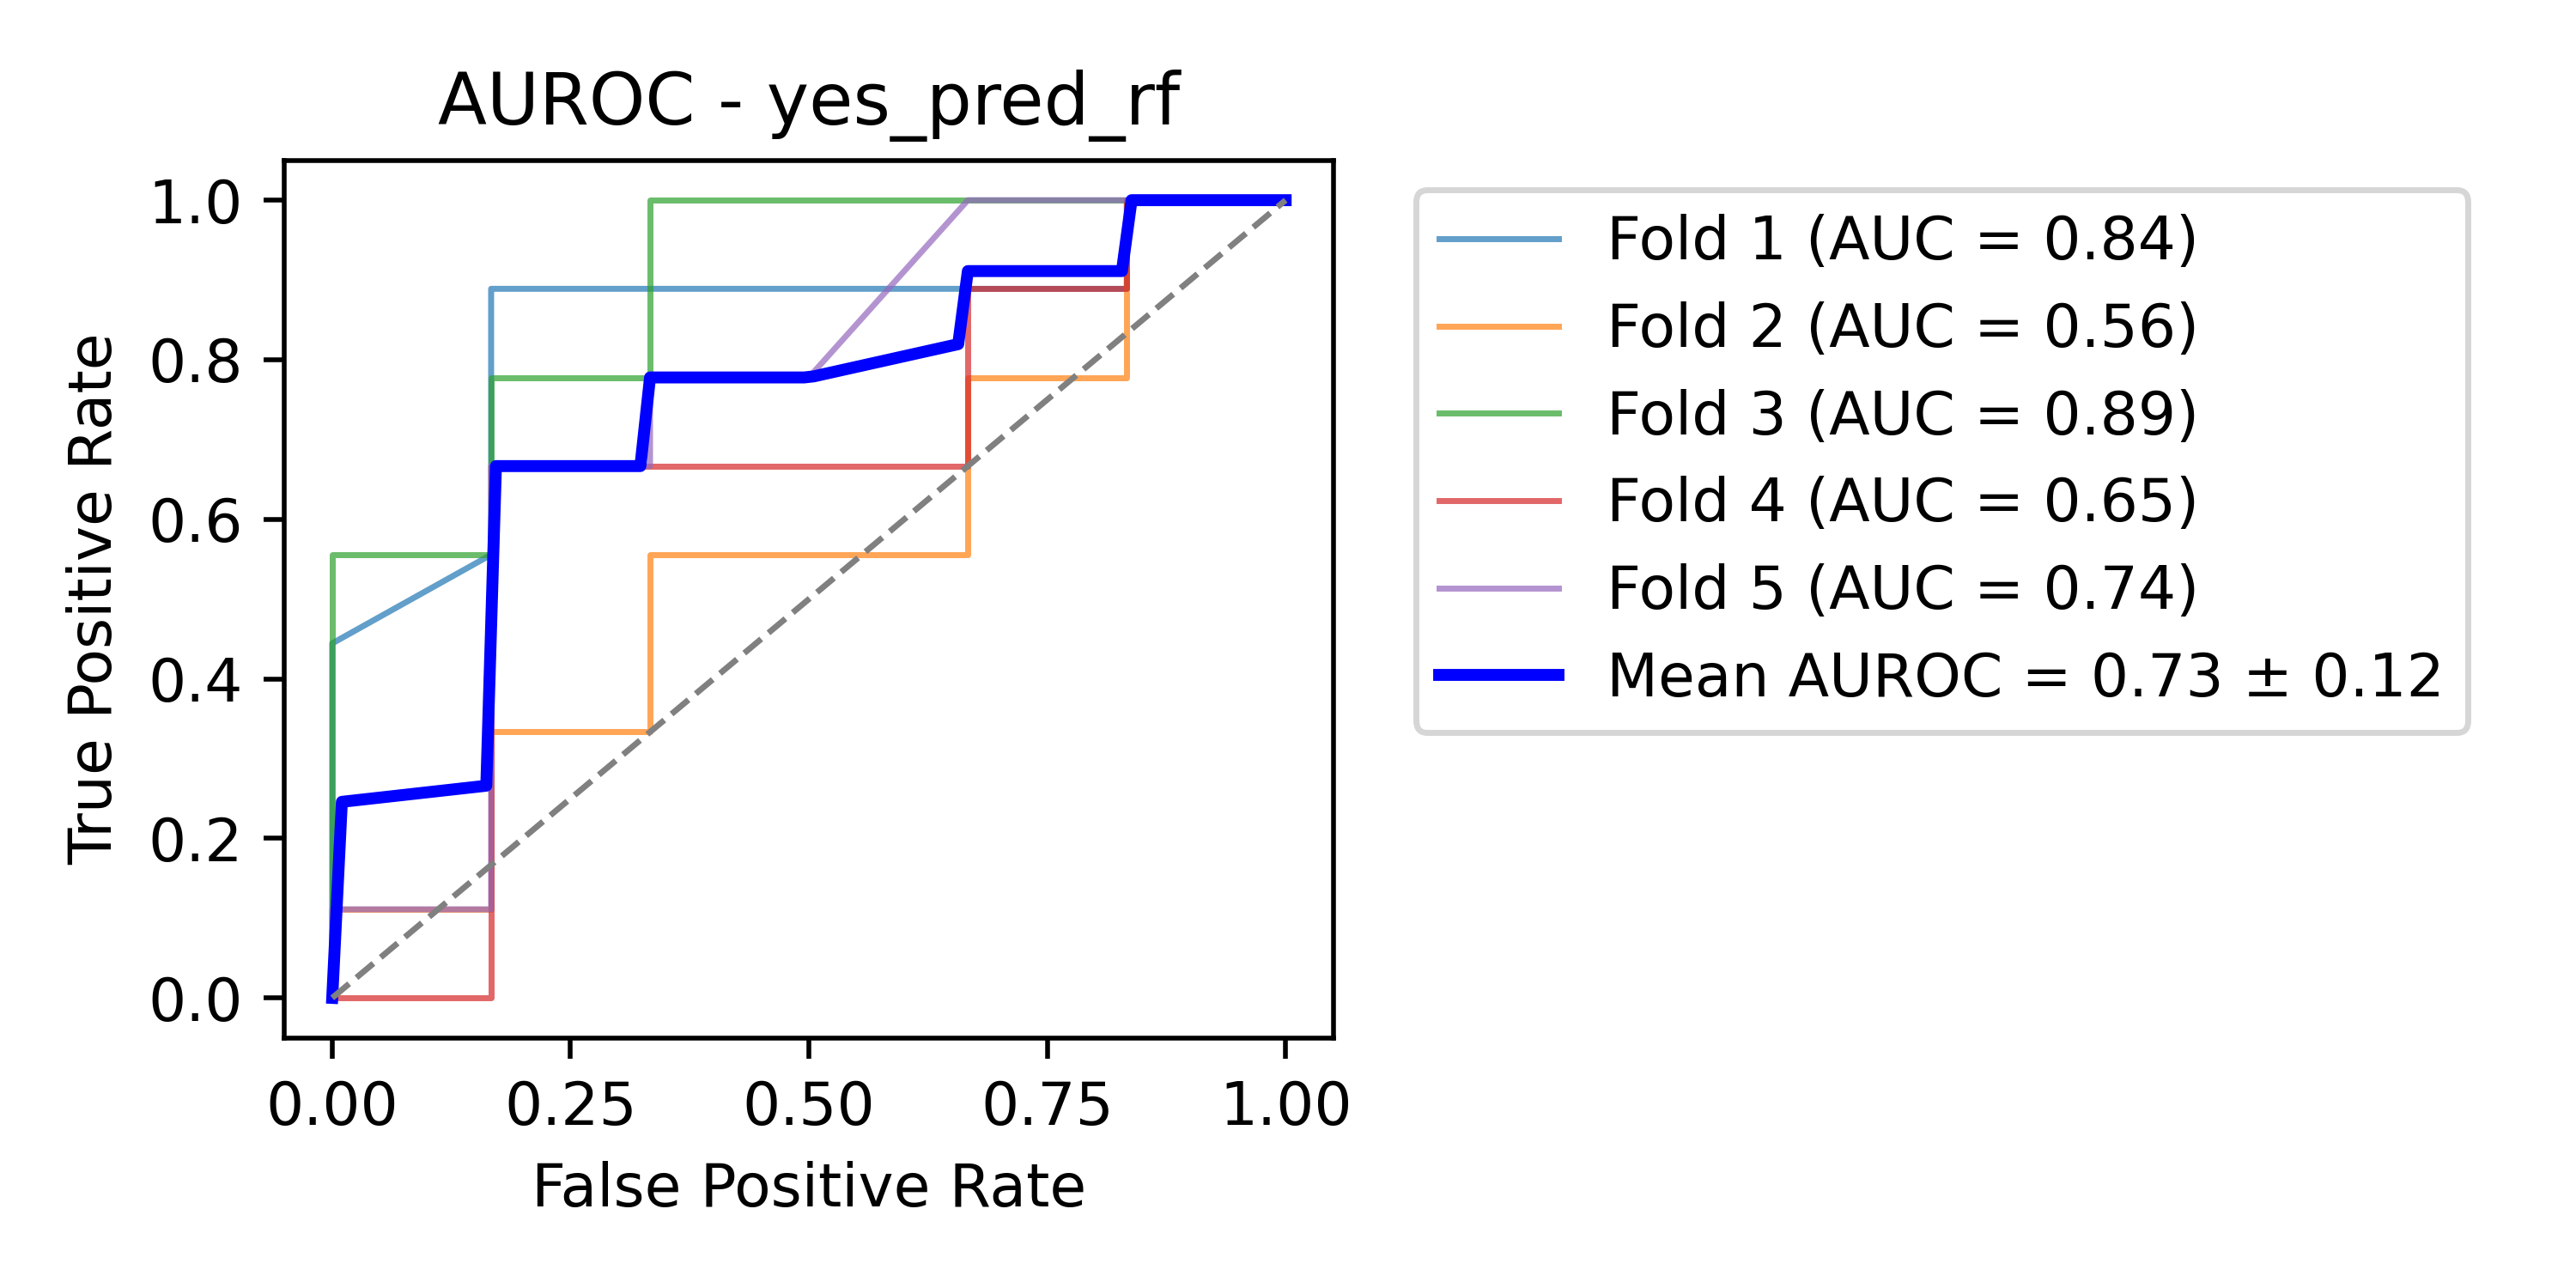 AUROC - yes_pred_rf
True Positive Rate
1.0
0.8
0.6
0.4
0.2
0.0
0.00 0.25 0.50 0.75 1.00
False Positive Rate
Fold 1 (AUC = 0.84)
Fold 2 (AUC = 0.56)
Fold 3 (AUC = 0.89)
Fold 4 (AUC = 0.65)
Fold 5 (AUC = 0.74)
Mean AUROC = 0.73 ± 0.12